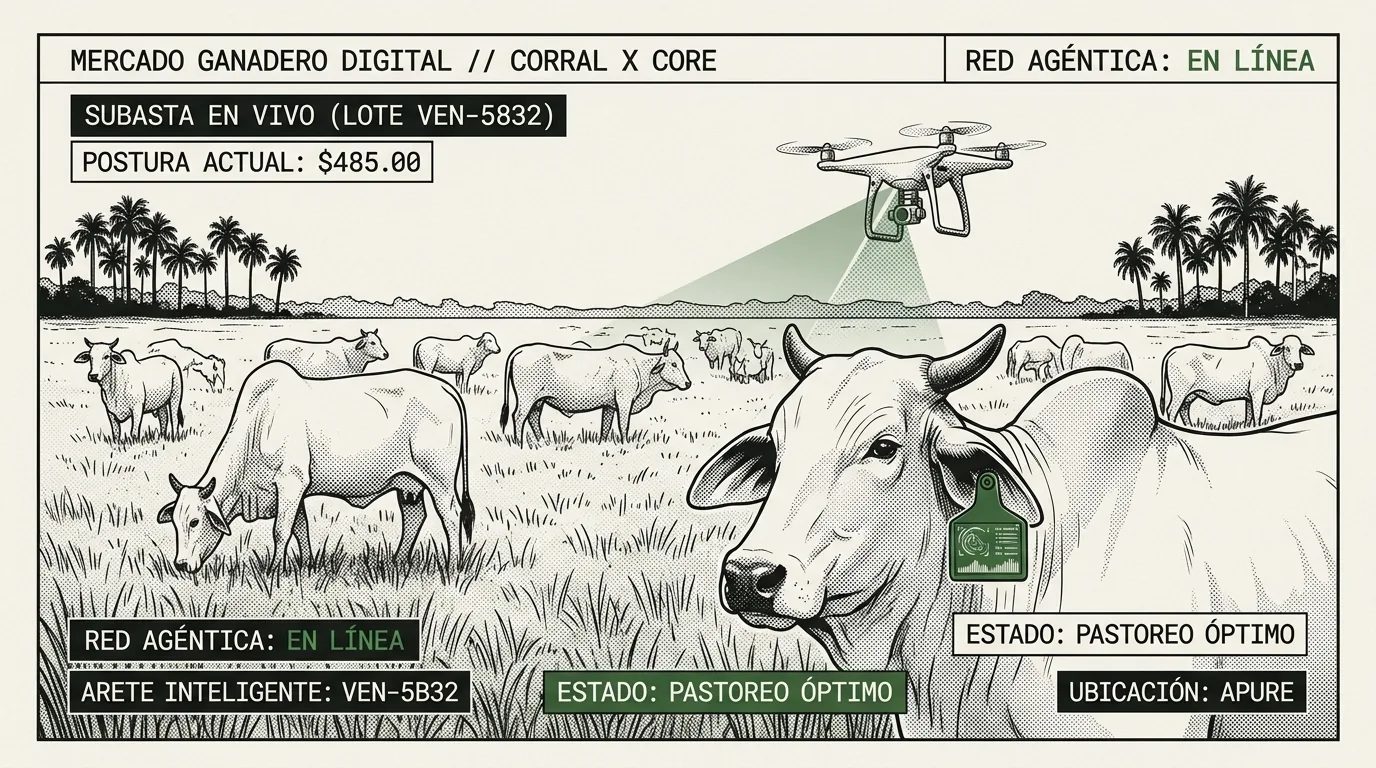 MERCADO GANADERO DIGITAL // CORRAL X CORE
RED AGÉNTICA: EN LÍNEA
SUBASTA EN VIVO (LOTE VEN-5832)
POSTURA ACTUAL: $485.00
RED AGÉNTICA: EN LÍNEA
ESTADO: PASTOREO ÓPTIMO
ARETE INTELIGENTE: VEN-5B32
ESTADO: PASTOREO ÓPTIMO
UBICACIÓN: APURE